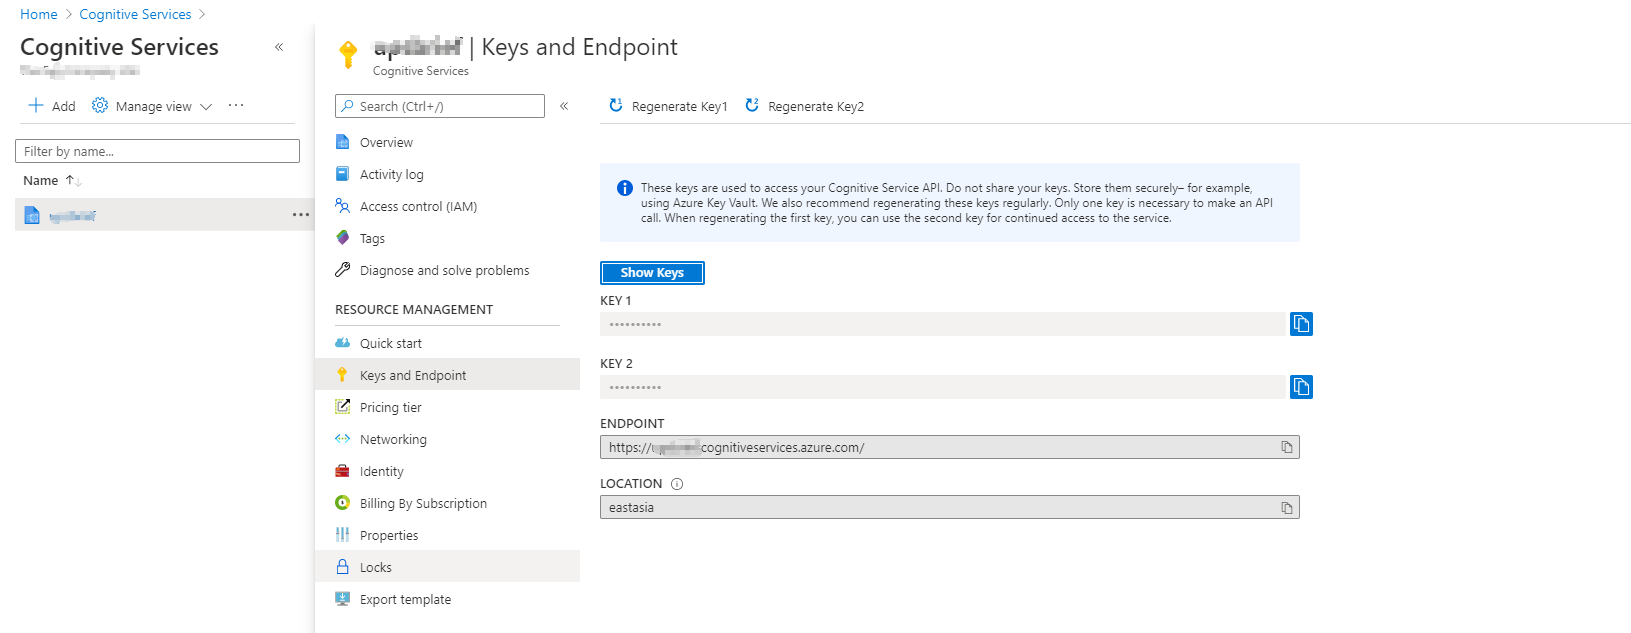 Home > Cognitive Services >
Cognitive Services
«
Add
Manage view
···
Filter by name...
Name
···
| Keys and Endpoint
Cognitive Services
Search (Ctrl+/)
«
Overview
Activity log
Access control (IAM)
Tags
Diagnose and solve problems
RESOURCE MANAGEMENT
Quick start
Keys and Endpoint
Pricing tier
Networking
Identity
Billing By Subscription
Properties
Locks
Export template
Regenerate Key1
Regenerate Key2
These keys are used to access your Cognitive Service API. Do not share your keys. Store them securely– for example,
using Azure Key Vault. We also recommend regenerating these keys regularly. Only one key is necessary to make an API
call. When regenerating the first key, you can use the second key for continued access to the service.
Show Keys
KEY 1
••••••••••
KEY 2
••••••••••
ENDPOINT
https:// cognitiveservices.azure.com/
LOCATION
eastasia